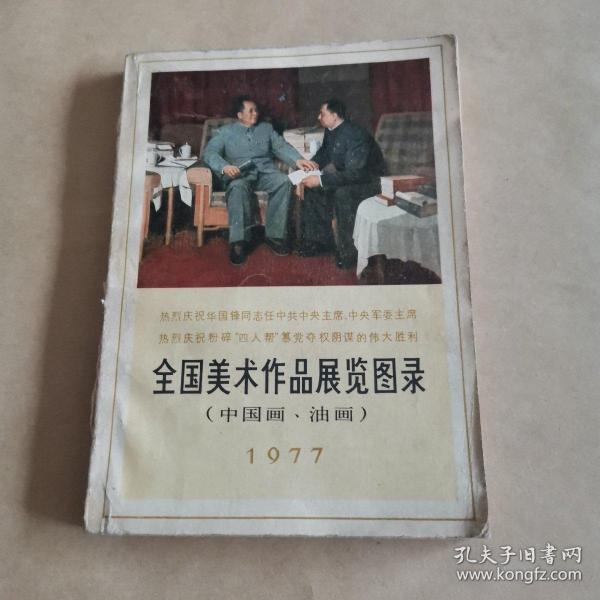 热烈庆祝华国锋同志任中共中央主席、中央军委主席
热烈庆祝粉碎“四人帮”篡党夺权阴谋的伟大胜利
全国美术作品展览图录
(中国画、油画)
1977
孔夫子旧书网
www.kongfz.com